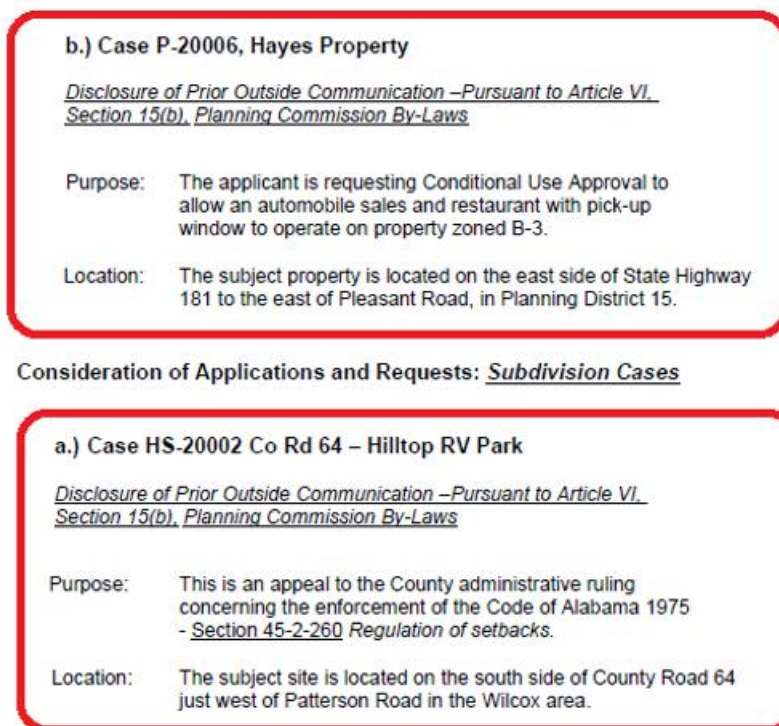 b.) Case P-20006, Hayes Property
Disclosure of Prior Outside Communication –Pursuant to Article VI,
Section 15(b), Planning Commission By-Laws
Purpose: The applicant is requesting Conditional Use Approval to
allow an automobile sales and restaurant with pick-up
window to operate on property zoned B-3.
Location: The subject property is located on the east side of State Highway
181 to the east of Pleasant Road, in Planning District 15.
Consideration of Applications and Requests: Subdivision Cases
a.) Case HS-20002 Co Rd 64 – Hilltop RV Park
Disclosure of Prior Outside Communication –Pursuant to Article VI,
Section 15(b), Planning Commission By-Laws
Purpose: This is an appeal to the County administrative ruling
concerning the enforcement of the Code of Alabama 1975
- Section 45-2-260 Regulation of setbacks.
Location: The subject site is located on the south side of County Road 64
just west of Patterson Road in the Wilcox area.